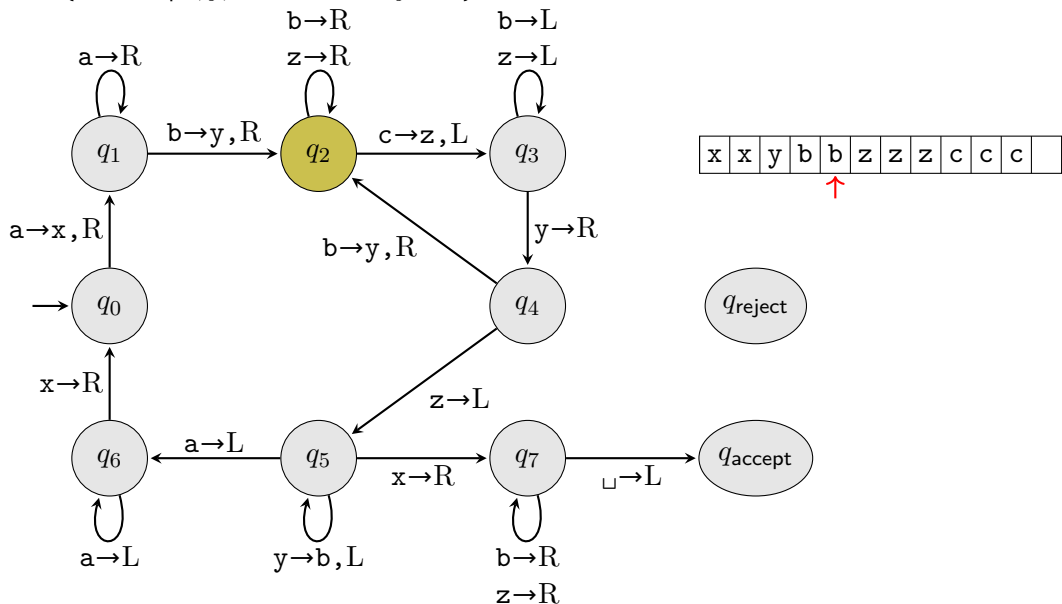 b→R
b→L
a→R
z→R
z→L
b→y,R
c→z,L
q1
q2
q3
x x y b b z z z c c c
↑
a→x,R
b→y,R
y→R
q0
q4
qreject
x→R
z→L
a→L
q6
q5
x→R
q7
␣→L
qaccept
a→L
y→b,L
b→R
z→R